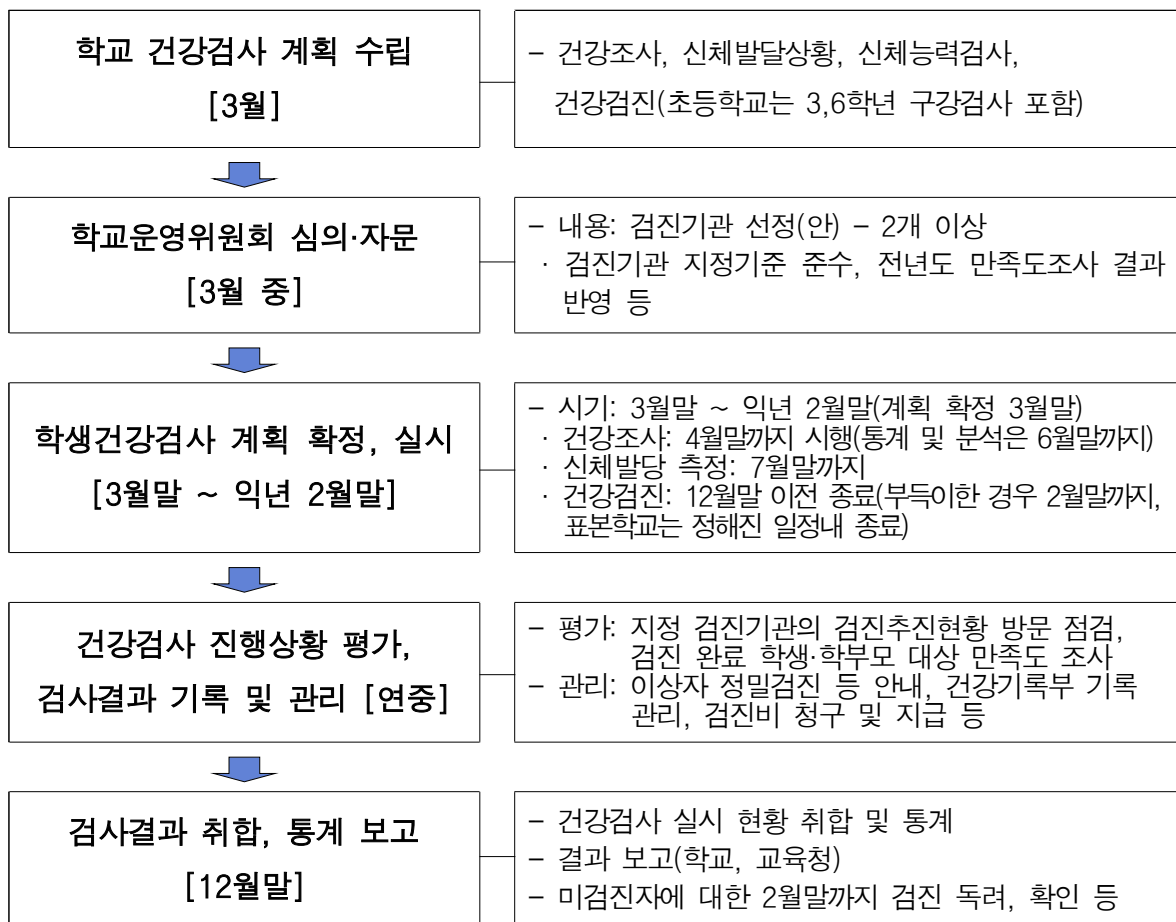 학교 건강검사 계획 수립
[3월]
- 건강조사, 신체발달상황, 신체능력검사,
건강검진(초등학교는 3,6학년 구강검사 포함)
학교운영위원회 심의·자문
[3월 중]
- 내용: 검진기관 선정(안) - 2개 이상
· 검진기관 지정기준 준수, 전년도 만족도조사 결과
반영 등
학생건강검사 계획 확정, 실시
[3월말 ~ 익년 2월말]
- 시기: 3월말 ~ 익년 2월말(계획 확정 3월말)
· 건강조사: 4월말까지 시행(통계 및 분석은 6월말까지)
· 신체발당 측정: 7월말까지
· 건강검진: 12월말 이전 종료(부득이한 경우 2월말까지,
표본학교는 정해진 일정내 종료)
건강검사 진행상황 평가,
검사결과 기록 및 관리 [연중]
- 평가: 지정 검진기관의 검진추진현황 방문 점검,
검진 완료 학생·학부모 대상 만족도 조사
- 관리: 이상자 정밀검진 등 안내, 건강기록부 기록
관리, 검진비 청구 및 지급 등
검사결과 취합, 통계 보고
[12월말]
- 건강검사 실시 현황 취합 및 통계
- 결과 보고(학교, 교육청)
- 미검진자에 대한 2월말까지 검진 독려, 확인 등